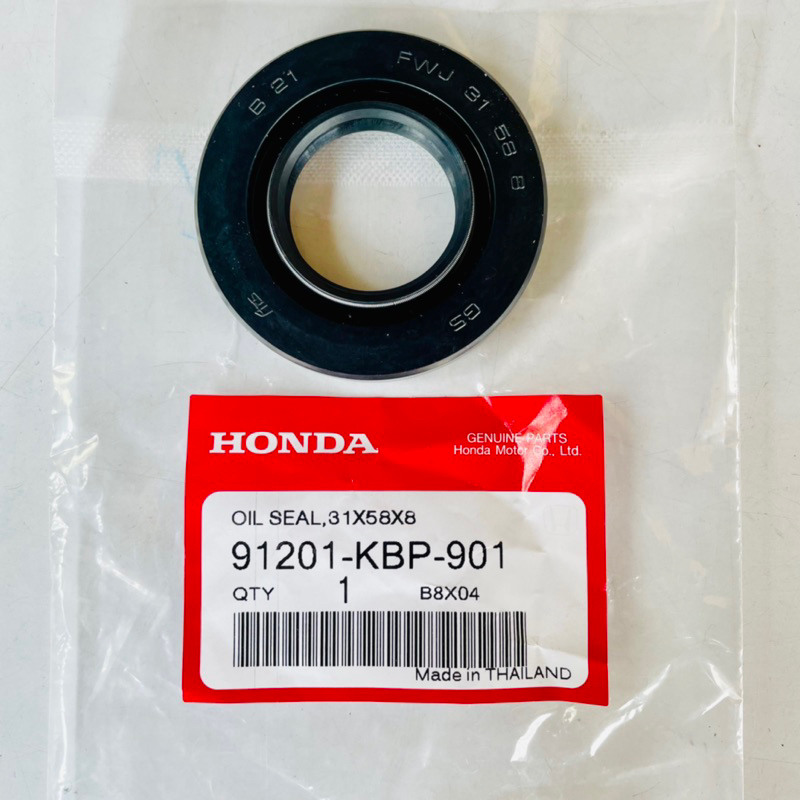 B 21
FWJ 31 58 8
GS
HONDA
GENUINE PARTS
Honda Motor Co., Ltd.
OIL SEAL,31X58X8
91201-KBP-901
QTY 1 B8X04
Made in THAILAND